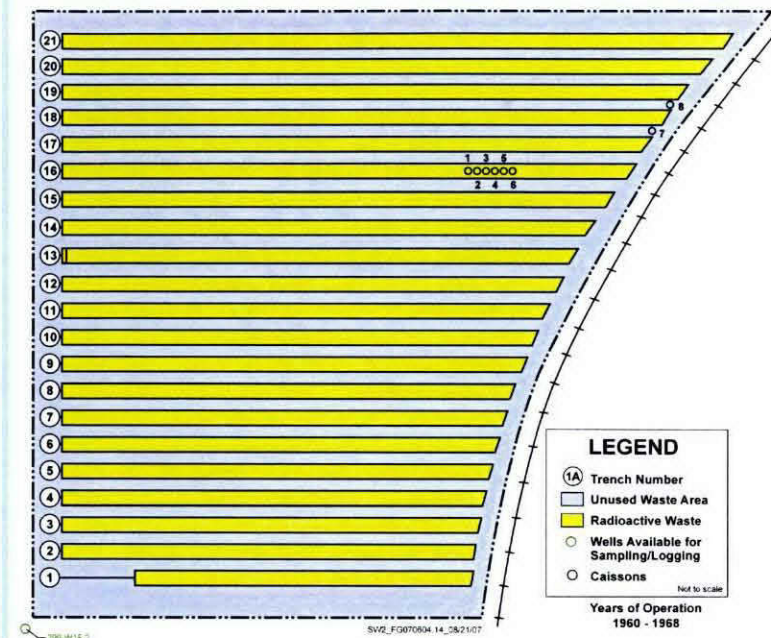 21
20
19
8
18
7
17
1 3 5
16
2 4 6
15
14
13
12
11
10
9
8
7
6
5
4
3
2
1
LEGEND
1A Trench Number
Unused Waste Area
Radioactive Waste
Wells Available for
Sampling/Logging
Caissons
Not to scale
Years of Operation
1960 - 1968
SW2_FG070604.14_08/21/07